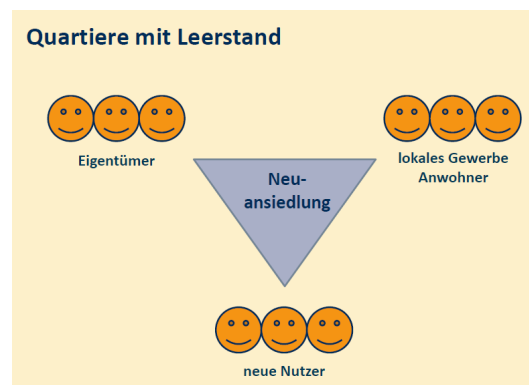 Quartiere mit Leerstand
Eigentümer
lokales Gewerbe
Anwohner
Neu-
ansiedlung
neue Nutzer